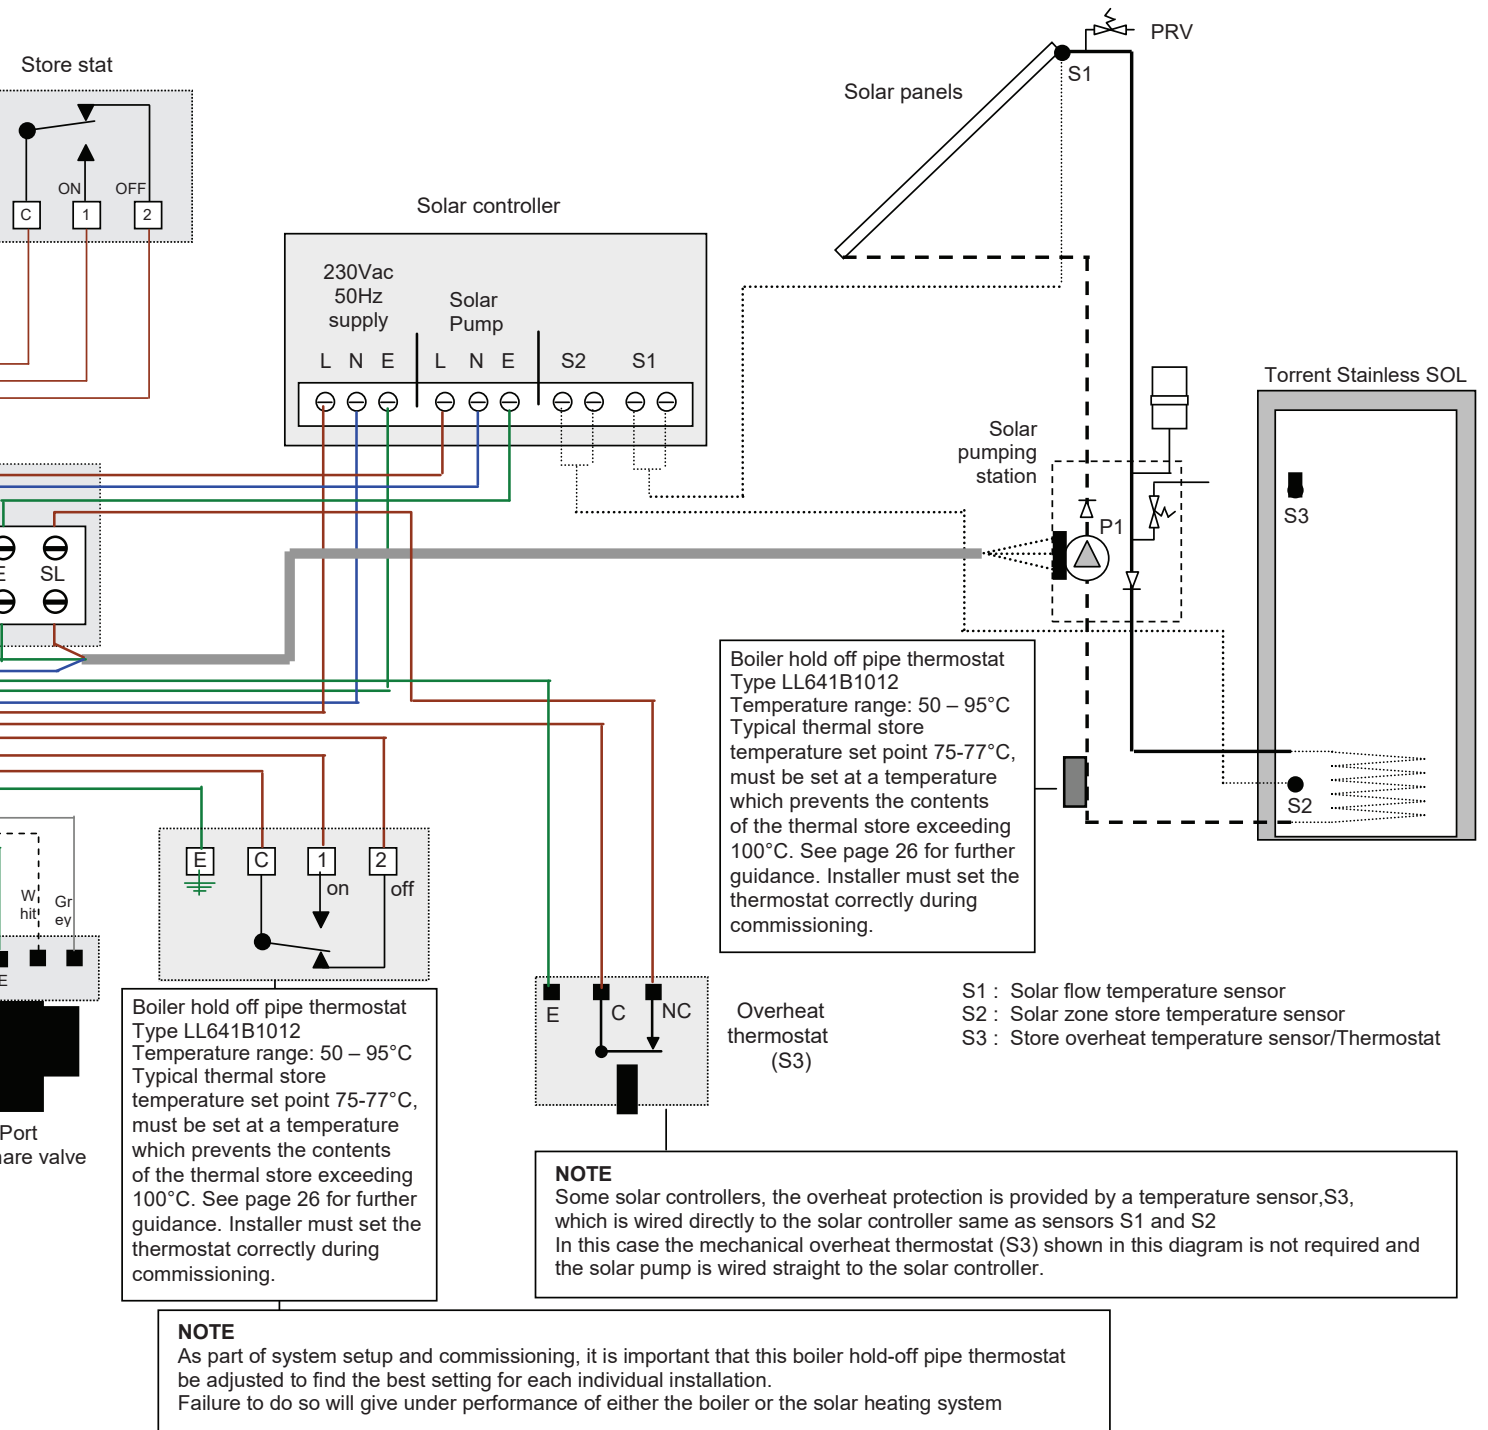 PRV
Store stat
S1
Solar panels
ON
OFF
C
1
2
Solar controller
230Vac
50Hz
supply
Solar
Pump
L
N
E
L
N
E
S2
S1
Torrent Stainless SOL
Solar
pumping
station
S3
P1
E
SL
Boiler hold off pipe thermostat
Type LL641B1012
Temperature range: 50 – 95°C
Typical thermal store
temperature set point 75-77°C,
must be set at a temperature
which prevents the contents
of the thermal store exceeding
100°C. See page 26 for further
guidance. Installer must set the
thermostat correctly during
commissioning.
S2
E
C
1
2
on
off
W
hit
Gr
ey
E
Port
are valve
Boiler hold off pipe thermostat
Type LL641B1012
Temperature range: 50 – 95°C
Typical thermal store
temperature set point 75-77°C,
must be set at a temperature
which prevents the contents
of the thermal store exceeding
100°C. See page 26 for further
guidance. Installer must set the
thermostat correctly during
commissioning.
E
C
NC
Overheat
thermostat
(S3)
S1 : Solar flow temperature sensor
S2 : Solar zone store temperature sensor
S3 : Store overheat temperature sensor/Thermostat
NOTE
Some solar controllers, the overheat protection is provided by a temperature sensor,S3,
which is wired directly to the solar controller same as sensors S1 and S2
In this case the mechanical overheat thermostat (S3) shown in this diagram is not required and
the solar pump is wired straight to the solar controller.
NOTE
As part of system setup and commissioning, it is important that this boiler hold-off pipe thermostat
be adjusted to find the best setting for each individual installation.
Failure to do so will give under performance of either the boiler or the solar heating system